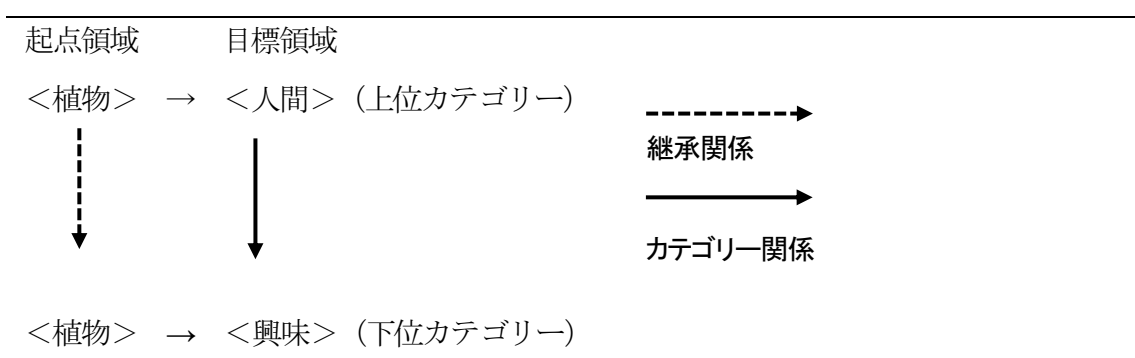 起点領域 目標領域
＜植物＞ → ＜人間＞（上位カテゴリー）
継承関係
カテゴリー関係
＜植物＞ → ＜興味＞（下位カテゴリー）